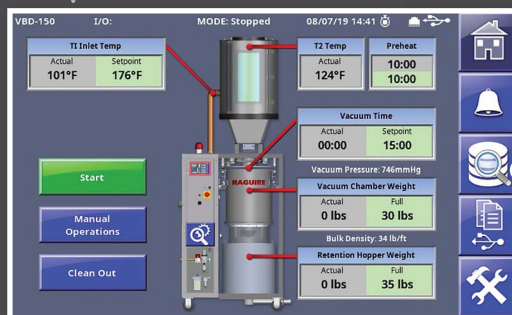 VBD-150 I/O: MODE: Stopped 08/07/19 14:41
TI Inlet Temp
Actual Setpoint
101°F 176°F
T2 Temp
Actual
124°F
Preheat
10:00
10:00
Vacuum Time
Actual Setpoint
00:00 15:00
Vacuum Pressure: 746mmHg
Vacuum Chamber Weight
Actual Full
0 lbs 30 lbs
Bulk Density: 34 lb/ft
Retention Hopper Weight
Actual Full
0 lbs 35 lbs
MAGUIRE
Start
Manual
Operations
Clean Out